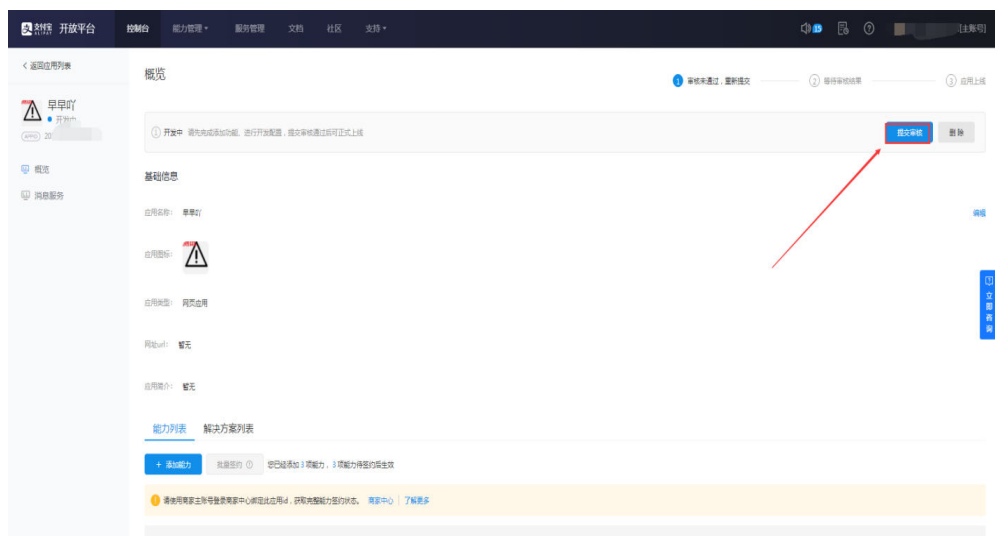 支付宝 ALIPAY 开放平台 控制台 能力管理 服务管理 文档 社区 支持 15 [主账号]
< 返回应用列表
早早吖
开发中
20
概览
消息服务
概览
1 审核未通过,重新提交 2 等待审核结果 3 应用上线
开发中 请先完成添加功能、进行开发配置,提交审核通过后可正式上线 提交审核 删除
基础信息
应用名称: 早早吖 编辑
应用图标:
应用类型: 网页应用
网址url: 暂无
应用简介: 暂无
立即咨询
能力列表 解决方案列表
+ 添加能力 批量签约 您已经添加 3 项能力,3 项能力待签约后生效
请使用商家主账号登录商家中心绑定此应用id,获取完整能力签约状态。 商家中心 | 了解更多